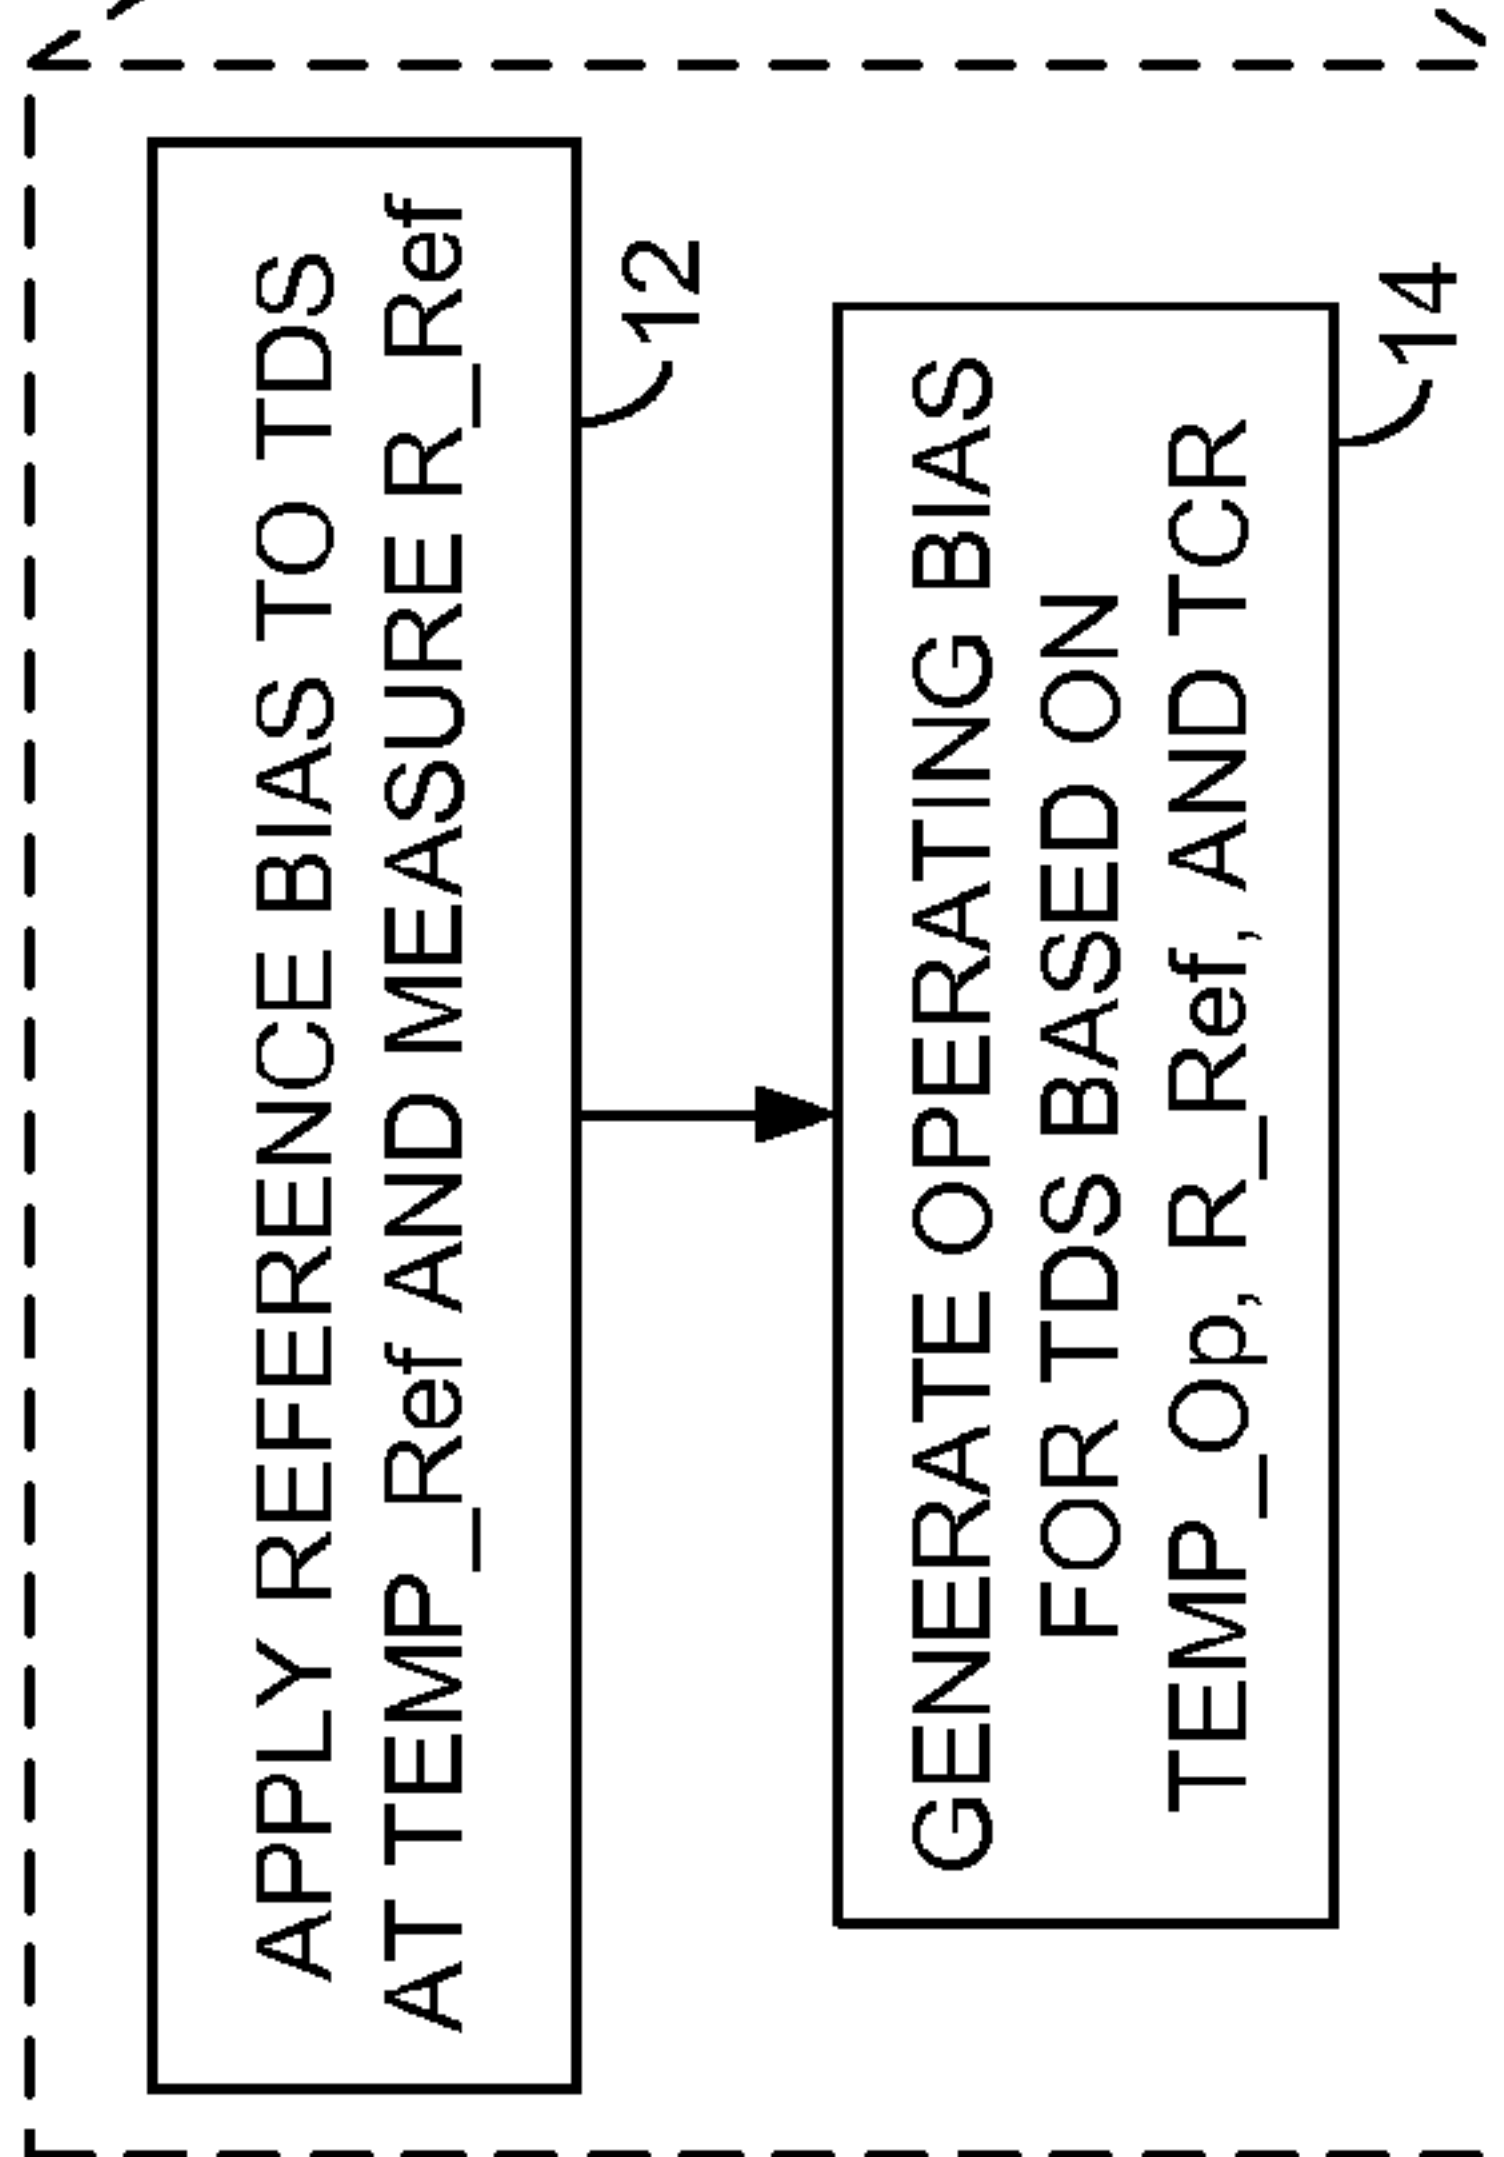 APPLY REFERENCE BIAS TO TDS
AT TEMP_Ref AND MEASURE R_Ref
12
GENERATE OPERATING BIAS
FOR TDS BASED ON
TEMP_Op, R_Ref, AND TCR
14